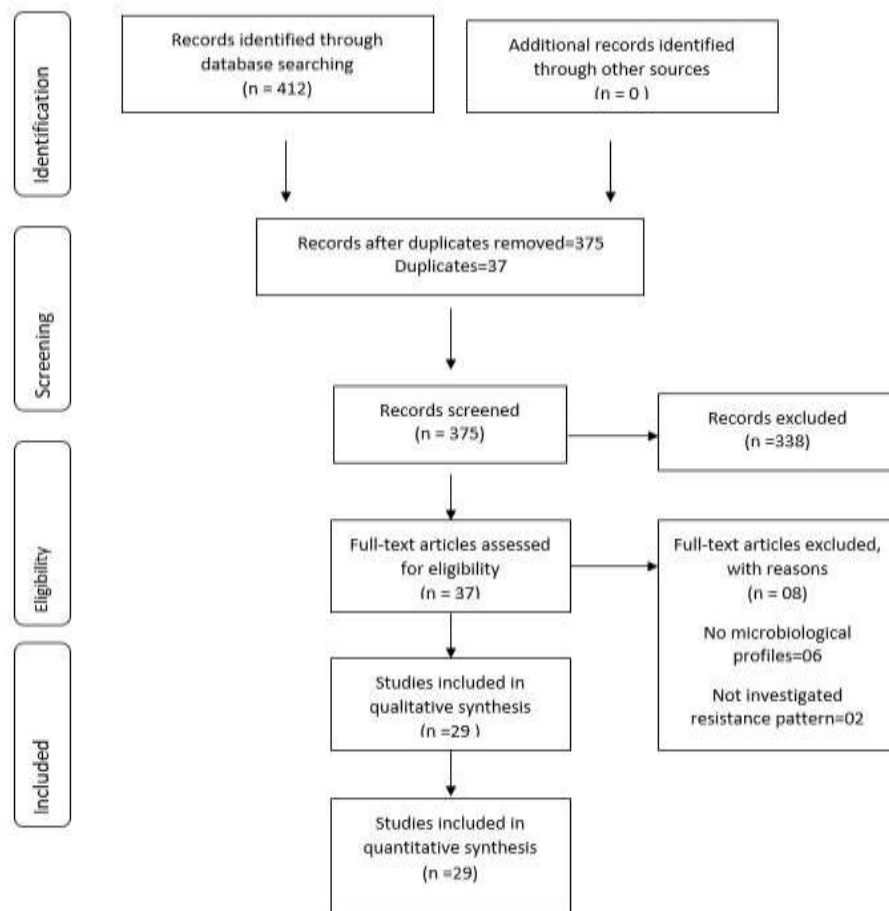 Identification
Records identified through
database searching
(n = 412)
Additional records identified
through other sources
(n = 0 )
Screening
Records after duplicates removed=375
Duplicates=37
Records screened
(n = 375)
Records excluded
(n =338)
Eligibility
Full-text articles assessed
for eligibility
(n = 37)
Full-text articles excluded,
with reasons
(n = 08)
No microbiological
profiles=06
Not investigated
resistance pattern=02
Included
Studies included in
qualitative synthesis
(n =29 )
Studies included in
quantitative synthesis
(n =29)